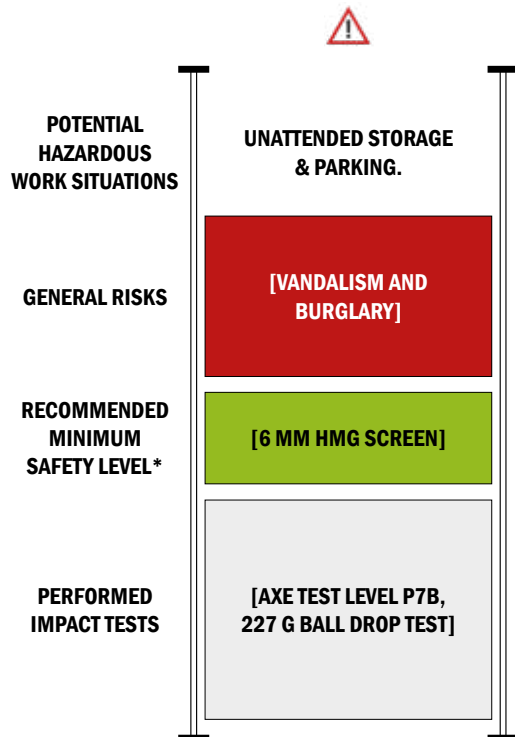 POTENTIAL
HAZARDOUS
WORK SITUATIONS
UNATTENDED STORAGE
& PARKING.
GENERAL RISKS
[VANDALISM AND
BURGLARY]
RECOMMENDED
MINIMUM
SAFETY LEVEL*
[6 MM HMG SCREEN]
PERFORMED
IMPACT TESTS
[AXE TEST LEVEL P7B,
227 G BALL DROP TEST]